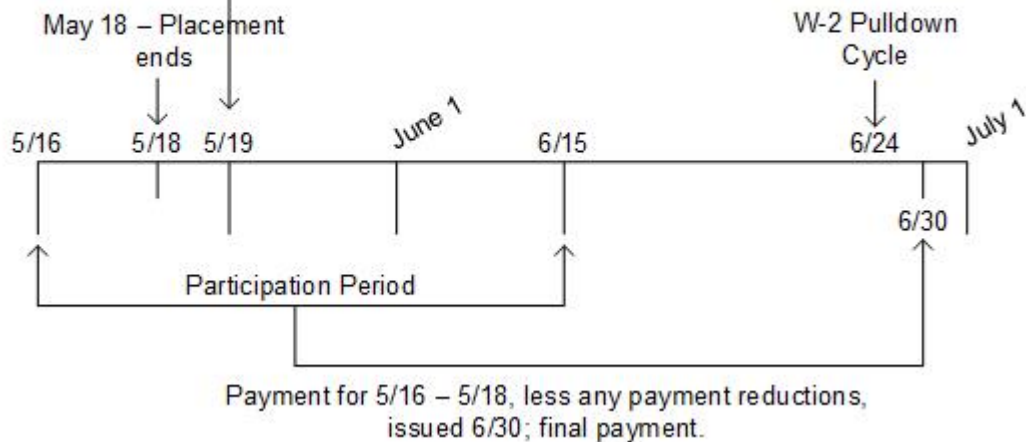 May 18 – Placement
ends
W-2 Pulldown
Cycle
5/16
5/18
5/19
June 1
6/15
6/24
July 1
6/30
Participation Period
Payment for 5/16 – 5/18, less any payment reductions,
issued 6/30; final payment.